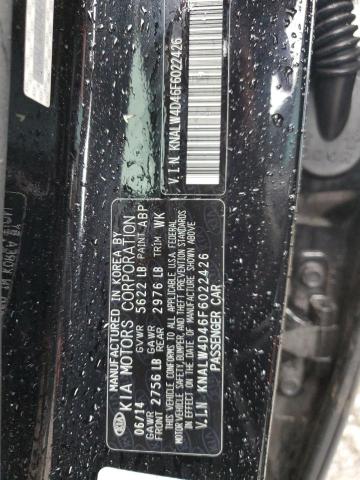 MANUFACTURED IN KOREA BY
KIA MOTORS CORPORATION
06/14 GVWR 5622 LB PAINT ABP
GAWR FRONT 2756 LB GAWR REAR 2976 LB TRIM WK
THIS VEHICLE CONFORMS TO ALL APPLICABLE FEDERAL MOTOR VEHICLE
SAFETY, BUMPER, AND THEFT PREVENTION STANDARDS
IN EFFECT ON THE DATE OF MANUFACTURE SHOWN ABOVE
V.I.N KNALW4D46F6022426
PASSENGER CAR
V.I.N KNALW4D46F6022426